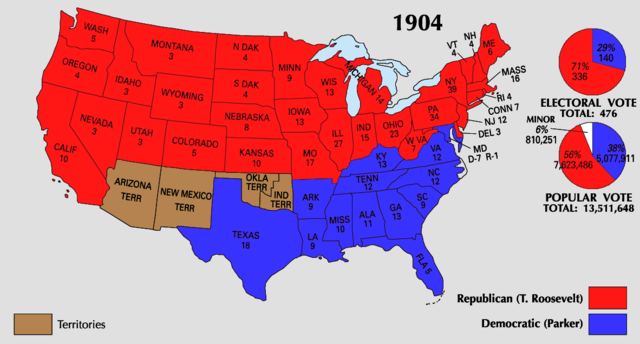 1904
WASH
5
OREGON
4
CALIF
10
NEVADA
3
IDAHO
3
MONTANA
3
WYOMING
3
UTAH
3
COLORADO
5
ARIZONA
TERR
NEW MEXICO
TERR
N DAK
4
S DAK
4
NEBRASKA
8
KANSAS
10
OKLA
TERR
IND
TERR
TEXAS
18
MINN
9
IOWA
13
MO
17
ARK
9
LA
9
WIS
13
ILL
27
MICHIGAN 14
IND
15
OHIO
23
KY
13
TENN
12
MISS
10
ALA
11
GA
13
FLA 5
SC
9
NC
12
VA
12
W VA
7
PA
34
NY
39
VT
4
NH
4
ME
6
MASS
16
RI 4
CONN 7
NJ 12
DEL 3
MD
D-7 R-1
29%
140
71%
336
ELECTORAL VOTE
TOTAL: 476
MINOR
6%
810,251
38%
5,077,911
56%
7,623,486
POPULAR VOTE
TOTAL: 13,511,648
Republican (T. Roosevelt)
Democratic (Parker)
Territories